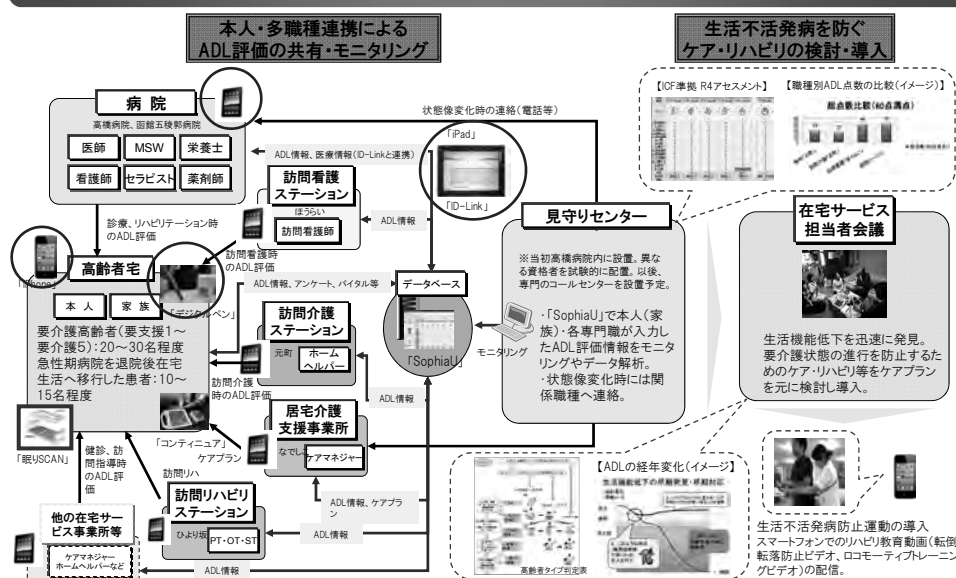 本人・多職種連携による
ADL評価の共有・モニタリング
生活不活発病を防ぐ
ケア・リハビリの検討・導入
病 院
高橋病院、函館五稜郭病院
医師
MSW
栄養士
看護師
セラピスト
薬剤師
状態像変化時の連絡(電話等)
「iPad」
「ID-Link」
ADL情報、医療情報(ID-Linkと連携)
訪問看護
ステーション
ほうらい
訪問看護師
ADL情報
診療、リハビリテーション時
のADL評価
訪問看護時
のADL評価
高齢者宅
本 人
家 族
「デジタルペン」
要介護高齢者(要支援1~
要介護5):20~30名程度
急性期病院を退院後在宅
生活へ移行した患者:10~
15名程度
ADL情報、アンケート、バイタル等
データベース
「SophiaU」
モニタリング
訪問介護
ステーション
元町
ホーム
ヘルパー
訪問介護
時のADL評価
ADL情報
居宅介護
支援事業所
なでしこ
ケアマネジャー
「コンティニュア」
ケアプラン
「眠りSCAN」
健診、訪
問指導時
のADL評
価
訪問リハ
訪問リハビリ
ステーション
ひより坂
PT・OT・ST
ADL情報、ケアプラ
ン
ADL情報
他の在宅サー
ビス事業所等
ケアマネジャー
ホームヘルパーなど
ADL情報
見守りセンター
※当初高橋病院内に設置。異な
る資格者を試験的に配置。以後、
専門のコールセンターを設置予定。
・「SophiaU」で本人(家
族)・各専門職が入力し
たADL評価情報をモニタ
リングやデータ解析。
・状態像変化時には関
係職種へ連絡。
【ICF準拠 R4アセスメント】
【職種別ADL点数の比較(イメージ)】
総点数比較(60点満点)
在宅サービス
担当者会議
生活機能低下を迅速に発見。
要介護状態の進行を防止するた
めのケア・リハビリ等をケアプラン
を元に検討し導入。
【ADLの経年変化(イメージ)】
生活機能低下の早期発見・早期対応
高齢者タイプ判定表
生活不活発病防止運動の導入
スマートフォンでのリハビリ教育動画(転倒
転落防止ビデオ、ロコモーティブトレーニン
グビデオ)の配信。